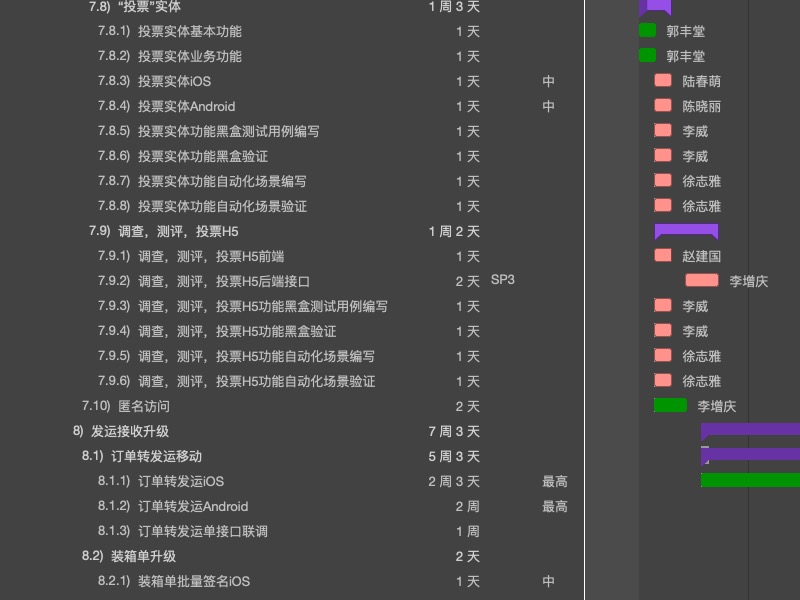 7.8) “投票”实体 1 周 3 天
7.8.1) 投票实体基本功能 1 天 郭丰堂
7.8.2) 投票实体业务功能 1 天 郭丰堂
7.8.3) 投票实体iOS 1 天 中 陆春萌
7.8.4) 投票实体Android 1 天 中 陈晓丽
7.8.5) 投票实体功能黑盒测试用例编写 1 天 李威
7.8.6) 投票实体功能黑盒验证 1 天 李威
7.8.7) 投票实体功能自动化场景编写 1 天 徐志雅
7.8.8) 投票实体功能自动化场景验证 1 天 徐志雅
7.9) 调查，测评，投票H5 1 周 2 天
7.9.1) 调查，测评，投票H5前端 1 天 赵建国
7.9.2) 调查，测评，投票H5后端接口 2 天 SP3 李增庆
7.9.3) 调查，测评，投票H5功能黑盒测试用例编写 1 天 李威
7.9.4) 调查，测评，投票H5功能黑盒验证 1 天 李威
7.9.5) 调查，测评，投票H5功能自动化场景编写 1 天 徐志雅
7.9.6) 调查，测评，投票H5功能自动化场景验证 1 天 徐志雅
7.10) 匿名访问 2 天 李增庆
8) 发运接收升级 7 周 3 天
8.1) 订单转发运移动 5 周 3 天
8.1.1) 订单转发运iOS 2 周 3 天 最高
8.1.2) 订单转发运Android 2 周 最高
8.1.3) 订单转发运单接口联调 1 周
8.2) 装箱单升级 2 天
8.2.1) 装箱单批量签名iOS 1 天 中